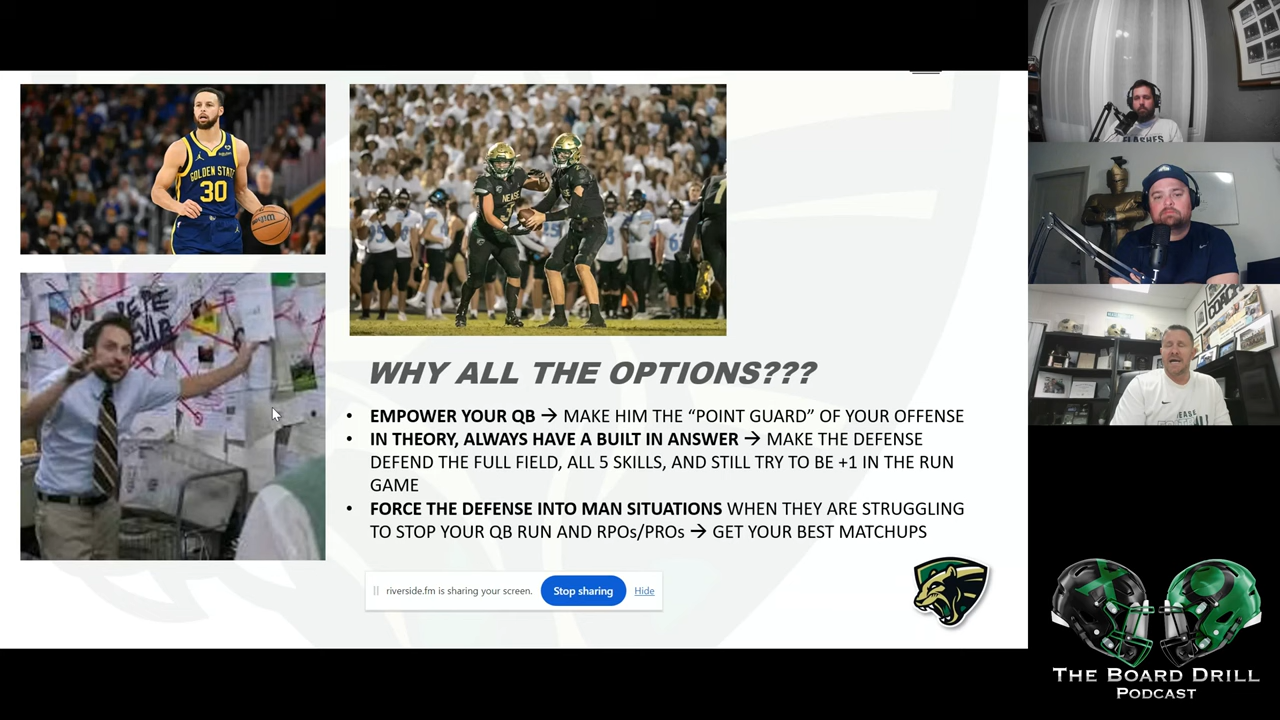 GOLDEN STATE
30
PEPE
NEASE
WHY ALL THE OPTIONS???
• EMPOWER YOUR QB → MAKE HIM THE “POINT GUARD” OF YOUR OFFENSE
• IN THEORY, ALWAYS HAVE A BUILT IN ANSWER → MAKE THE DEFENSE
DEFEND THE FULL FIELD, ALL 5 SKILLS, AND STILL TRY TO BE +1 IN THE RUN
GAME
• FORCE THE DEFENSE INTO MAN SITUATIONS WHEN THEY ARE STRUGGLING
TO STOP YOUR QB RUN AND RPOs/PROs → GET YOUR BEST MATCHUPS
riverside.fm is sharing your screen.
Stop sharing
Hide
THE BOARD DRILL
PODCAST